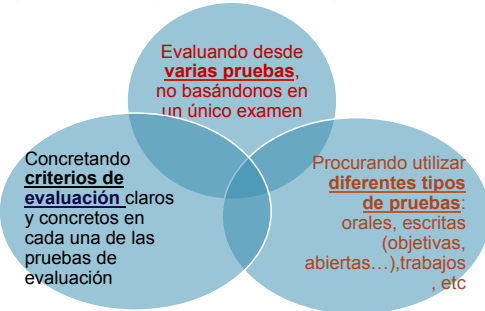 Evaluando desde
varias pruebas,
no basándonos en
un único examen
Concretando
criterios de
evaluación claros
y concretos en
cada una de las
pruebas de
evaluación
Procurando utilizar
diferentes tipos
de pruebas:
orales, escritas
(objetivas,
abiertas…),trabajos
, etc